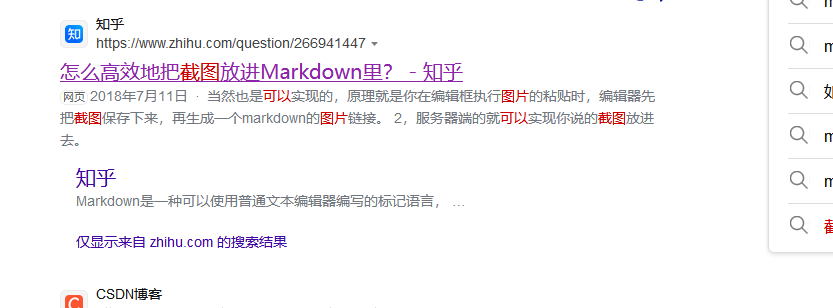 知
知乎
https://www.zhihu.com/question/266941447
怎么高效地把截图放进Markdown里? - 知乎
网页 2018年7月11日 · 当然也是可以实现的，原理就是你在编辑框执行图片的粘贴时，编辑器先
把截图保存下来，再生成一个markdown的图片链接。 2，服务器端的就可以实现你说的截图放进
去。
知乎
Markdown是一种可以使用普通文本编辑器编写的标记语言， ...
仅显示来自 zhihu.com 的搜索结果
C
CSDN博客
m
如
m
m
截